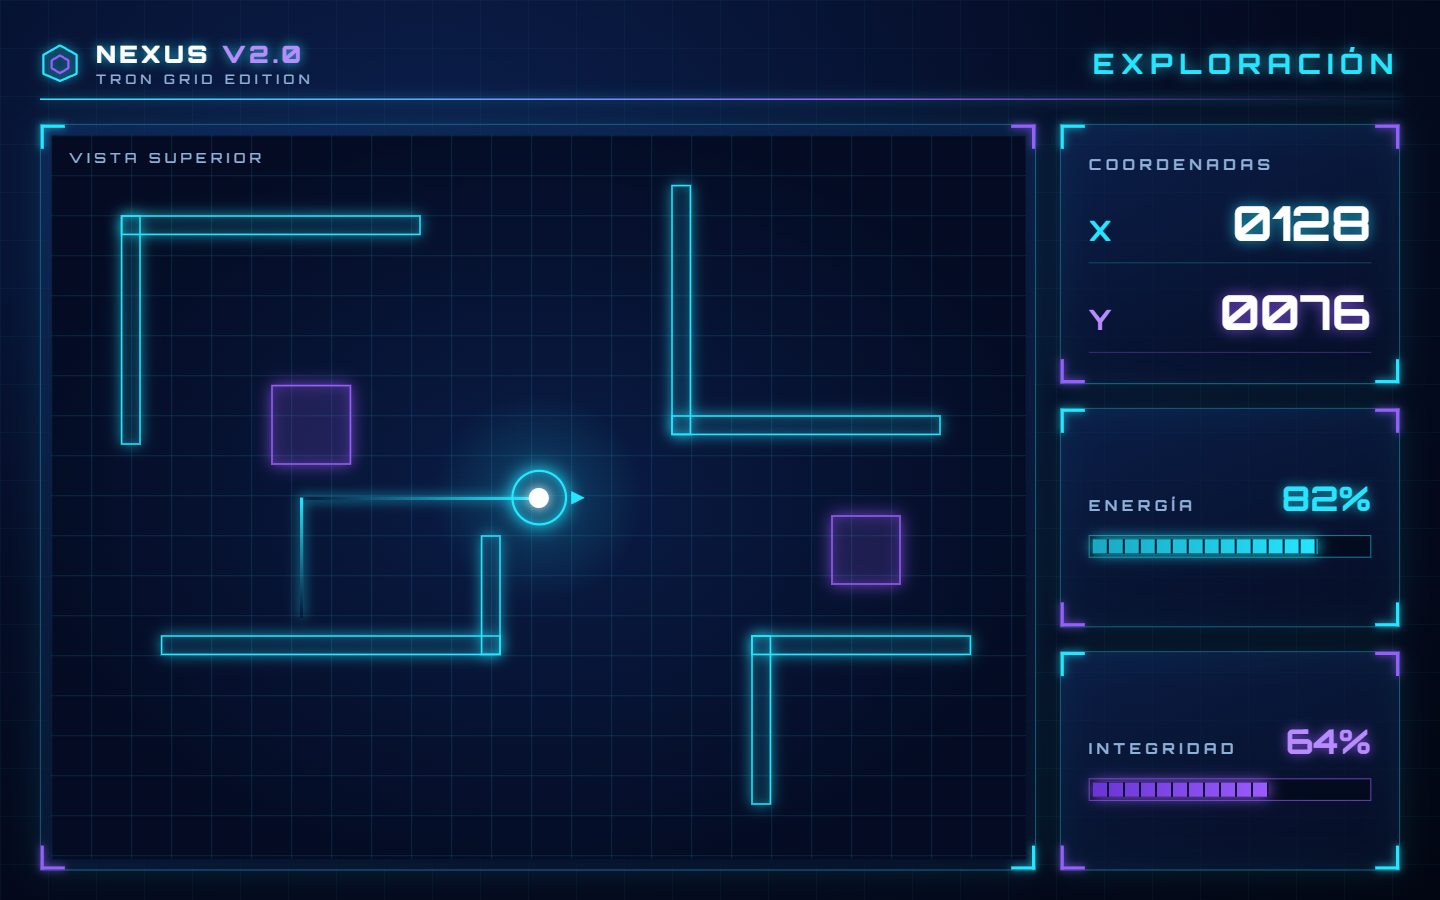 NEXUS V2.0
TRON GRID EDITION
EXPLORACIÓN
VISTA SUPERIOR
COORDENADAS
X 0128
Y 0076
ENERGÍA 82%
INTEGRIDAD 64%